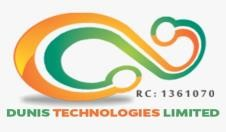 RC: 1361070
DUNIS TECHNOLOGIES LIMITED